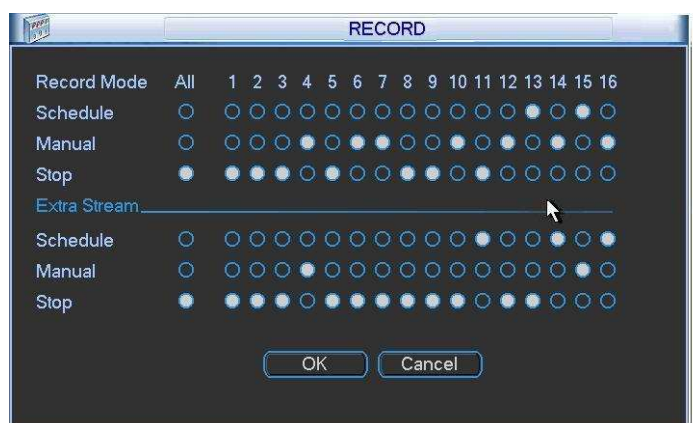 RECORD
Record Mode All 1 2 3 4 5 6 7 8 9 10 11 12 13 14 15 16
Schedule
Manual
Stop
Extra Stream
Schedule
Manual
Stop
OK Cancel